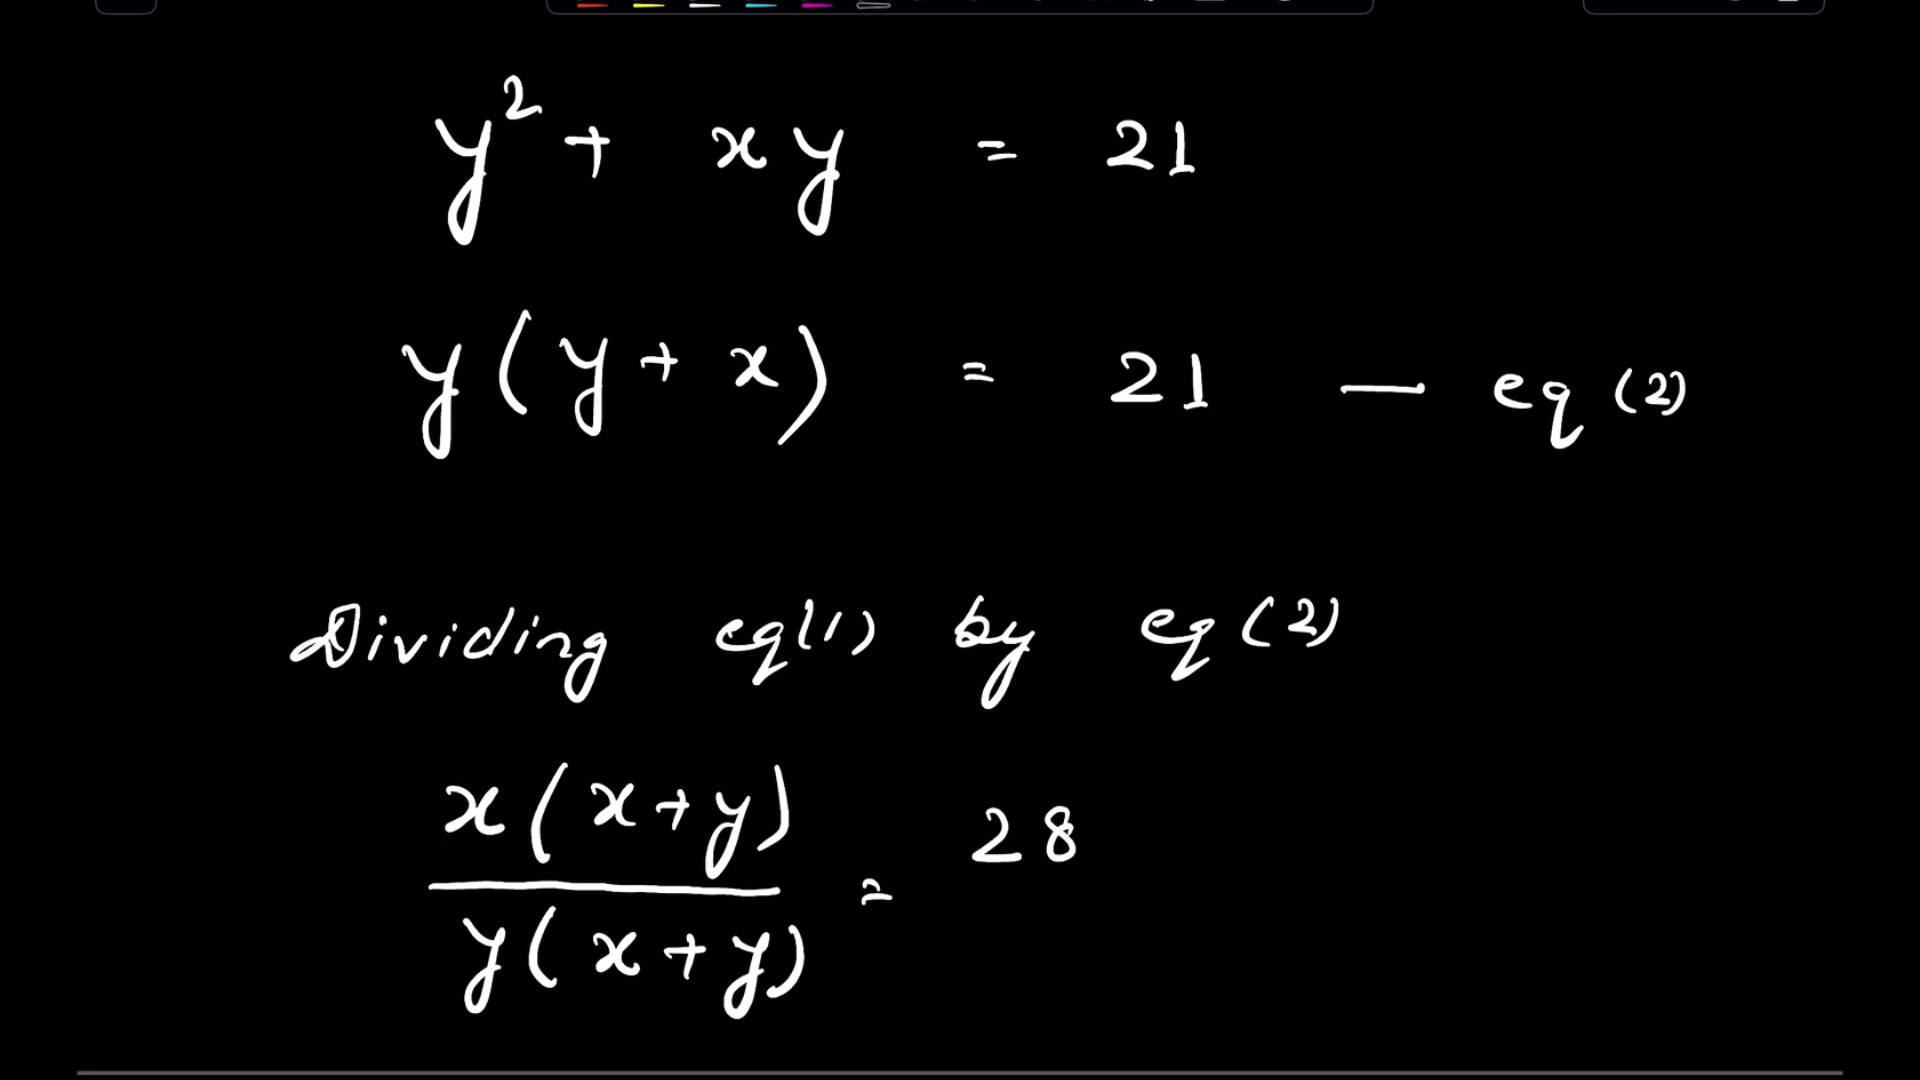 y² + xy = 21
y(y + x) = 21 — eq (2)
Dividing eq(1) by eq (2)
x(x+y) / y(x+y) = 28